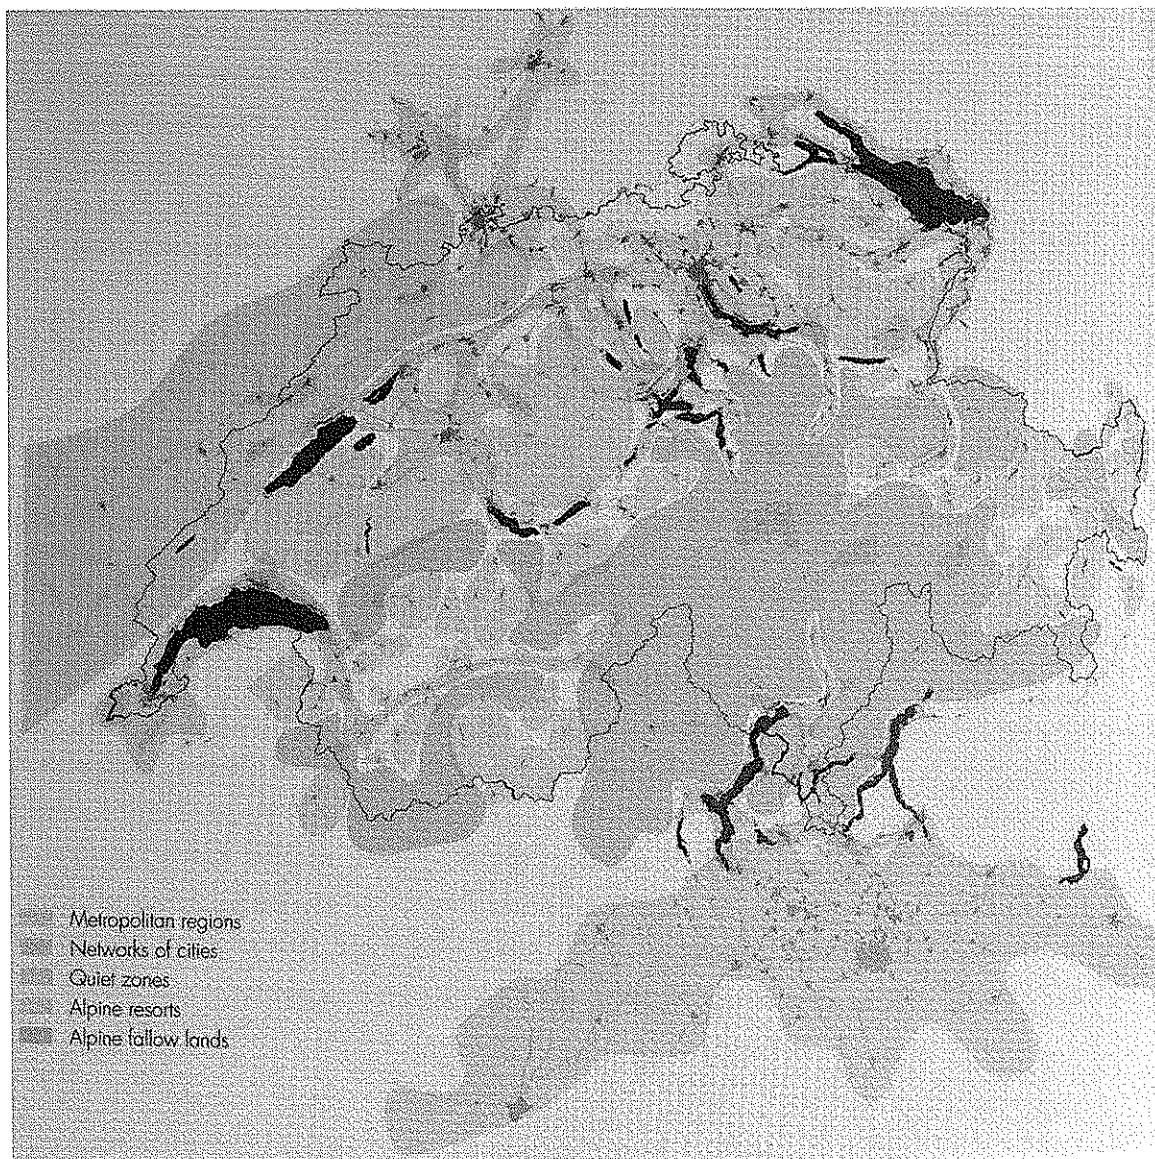 Metropolitan regions
Networks of cities
Quiet zones
Alpine resorts
Alpine fallow lands